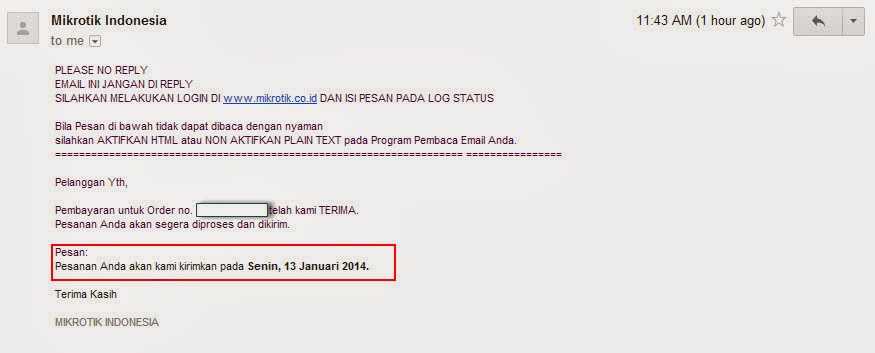 Mikrotik Indonesia
11:43 AM (1 hour ago)
to me
PLEASE NO REPLY
EMAIL INI JANGAN DI REPLY
SILAHKAN MELAKUKAN LOGIN DI www.mikrotik.co.id DAN ISI PESAN PADA LOG STATUS
Bila Pesan di bawah tidak dapat dibaca dengan nyaman
silahkan AKTIFKAN HTML atau NON AKTIFKAN PLAIN TEXT pada Program Pembaca Email Anda.
================================================================ ===============
Pelanggan Yth,
Pembayaran untuk Order no. telah kami TERIMA.
Pesanan Anda akan segera diproses dan dikirim.
Pesan:
Pesanan Anda akan kami kirimkan pada Senin, 13 Januari 2014.
Terima Kasih
MIKROTIK INDONESIA